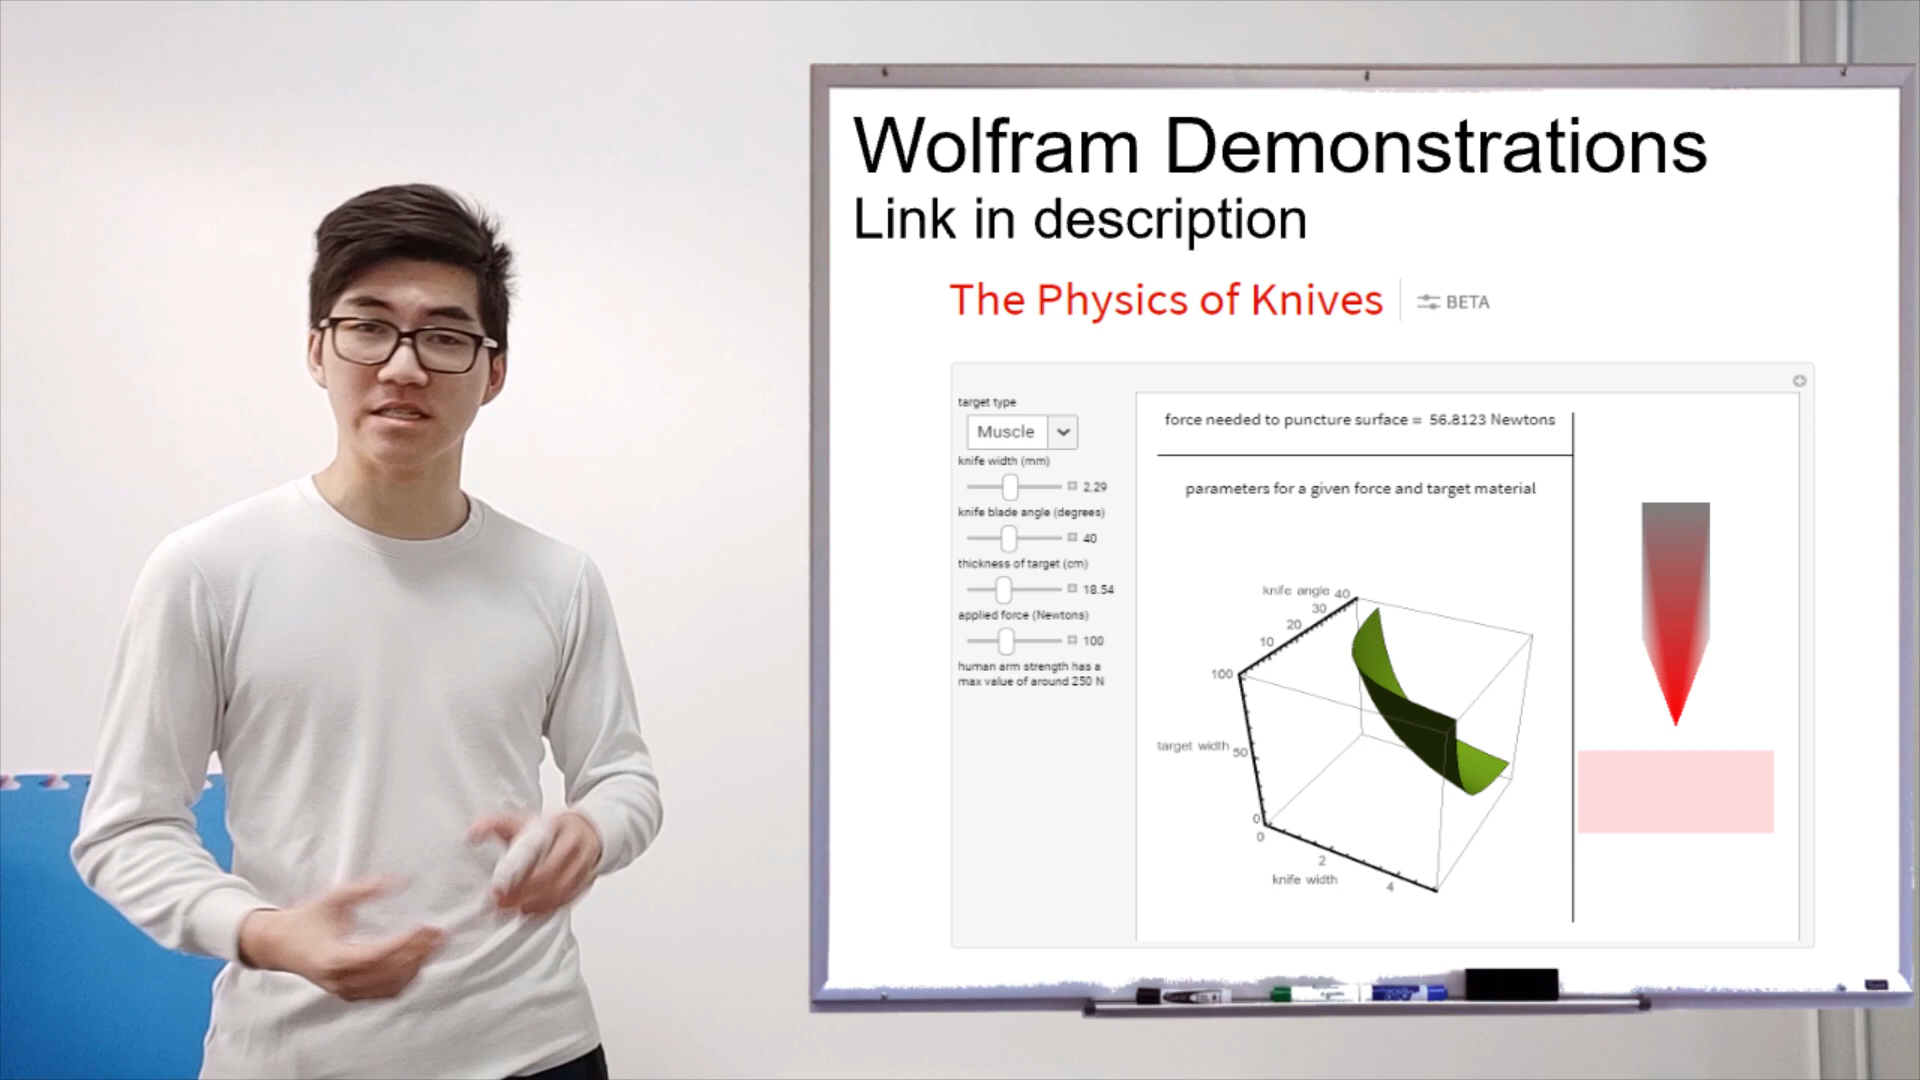 Wolfram Demonstrations
Link in description
The Physics of Knives
BETA
target type
Muscle
knife width (mm)
2.29
knife blade angle (degrees)
40
thickness of target (cm)
18.54
applied force (Newtons)
100
human arm strength has a
max value of around 250 N
force needed to puncture surface = 56.8123 Newtons
parameters for a given force and target material
knife angle 40
30
20
10
100
target width 50
0
0
2
knife width
4